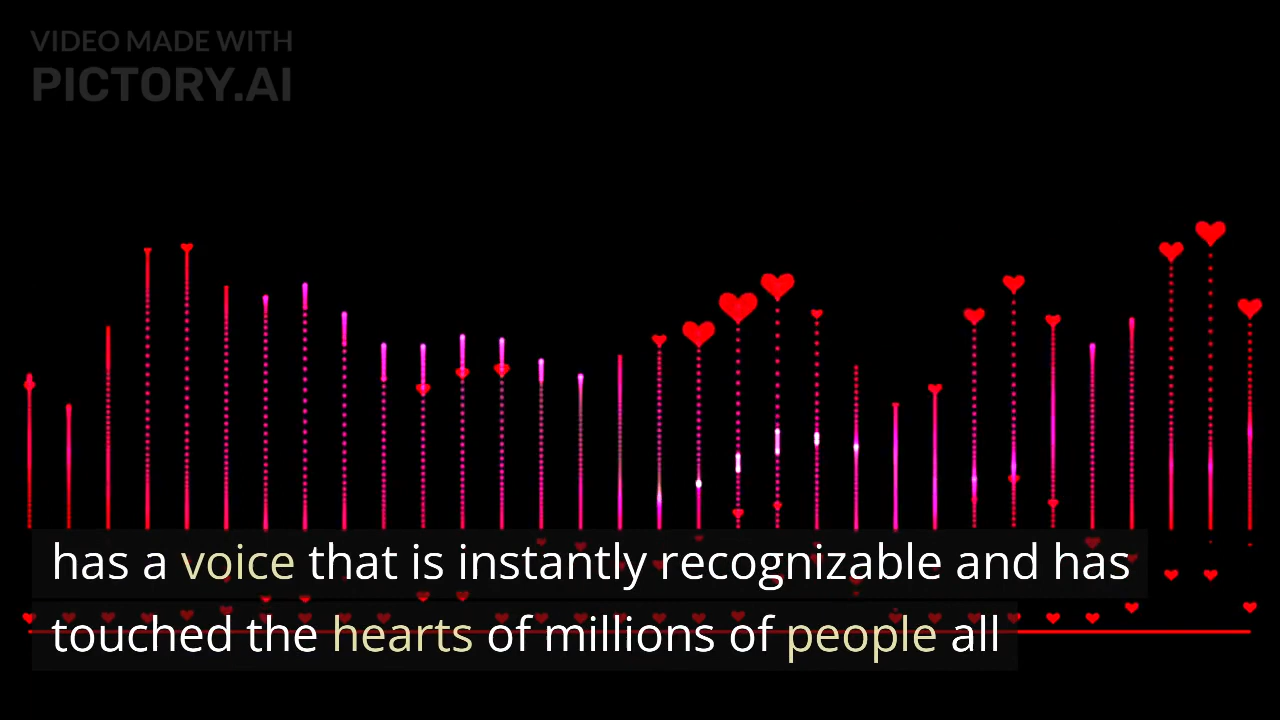 VIDEO MADE WITH
PICTORY.AI
has a voice that is instantly recognizable and has
touched the hearts of millions of people all